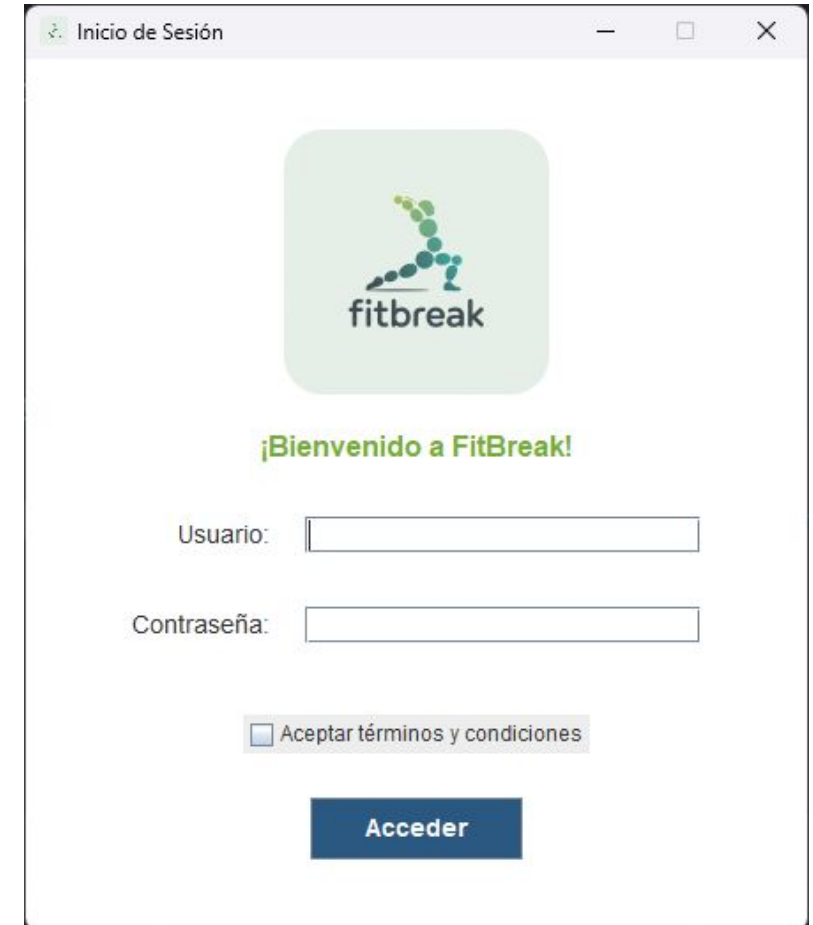 Inicio de Sesión
fitbreak
¡Bienvenido a FitBreak!
Usuario:
Contraseña:
Aceptar términos y condiciones
Acceder